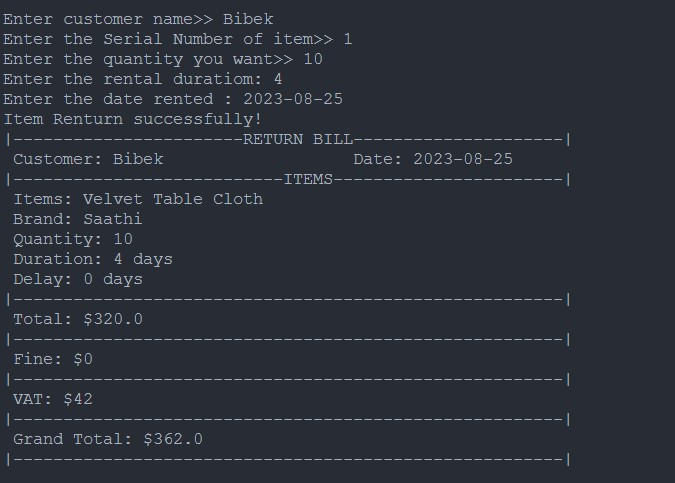 Enter customer name>> Bibek
Enter the Serial Number of item>> 1
Enter the quantity you want>> 10
Enter the rental duratiom: 4
Enter the date rented : 2023-08-25
Item Renturn successfully!
|-----------------------RETURN BILL---------------------|
Customer: Bibek                   Date: 2023-08-25
|---------------------------ITEMS-----------------------|
Items: Velvet Table Cloth
Brand: Saathi
Quantity: 10
Duration: 4 days
Delay: 0 days
|-------------------------------------------------------|
Total: $320.0
|-------------------------------------------------------|
Fine: $0
|-------------------------------------------------------|
VAT: $42
|-------------------------------------------------------|
Grand Total: $362.0
|-------------------------------------------------------|